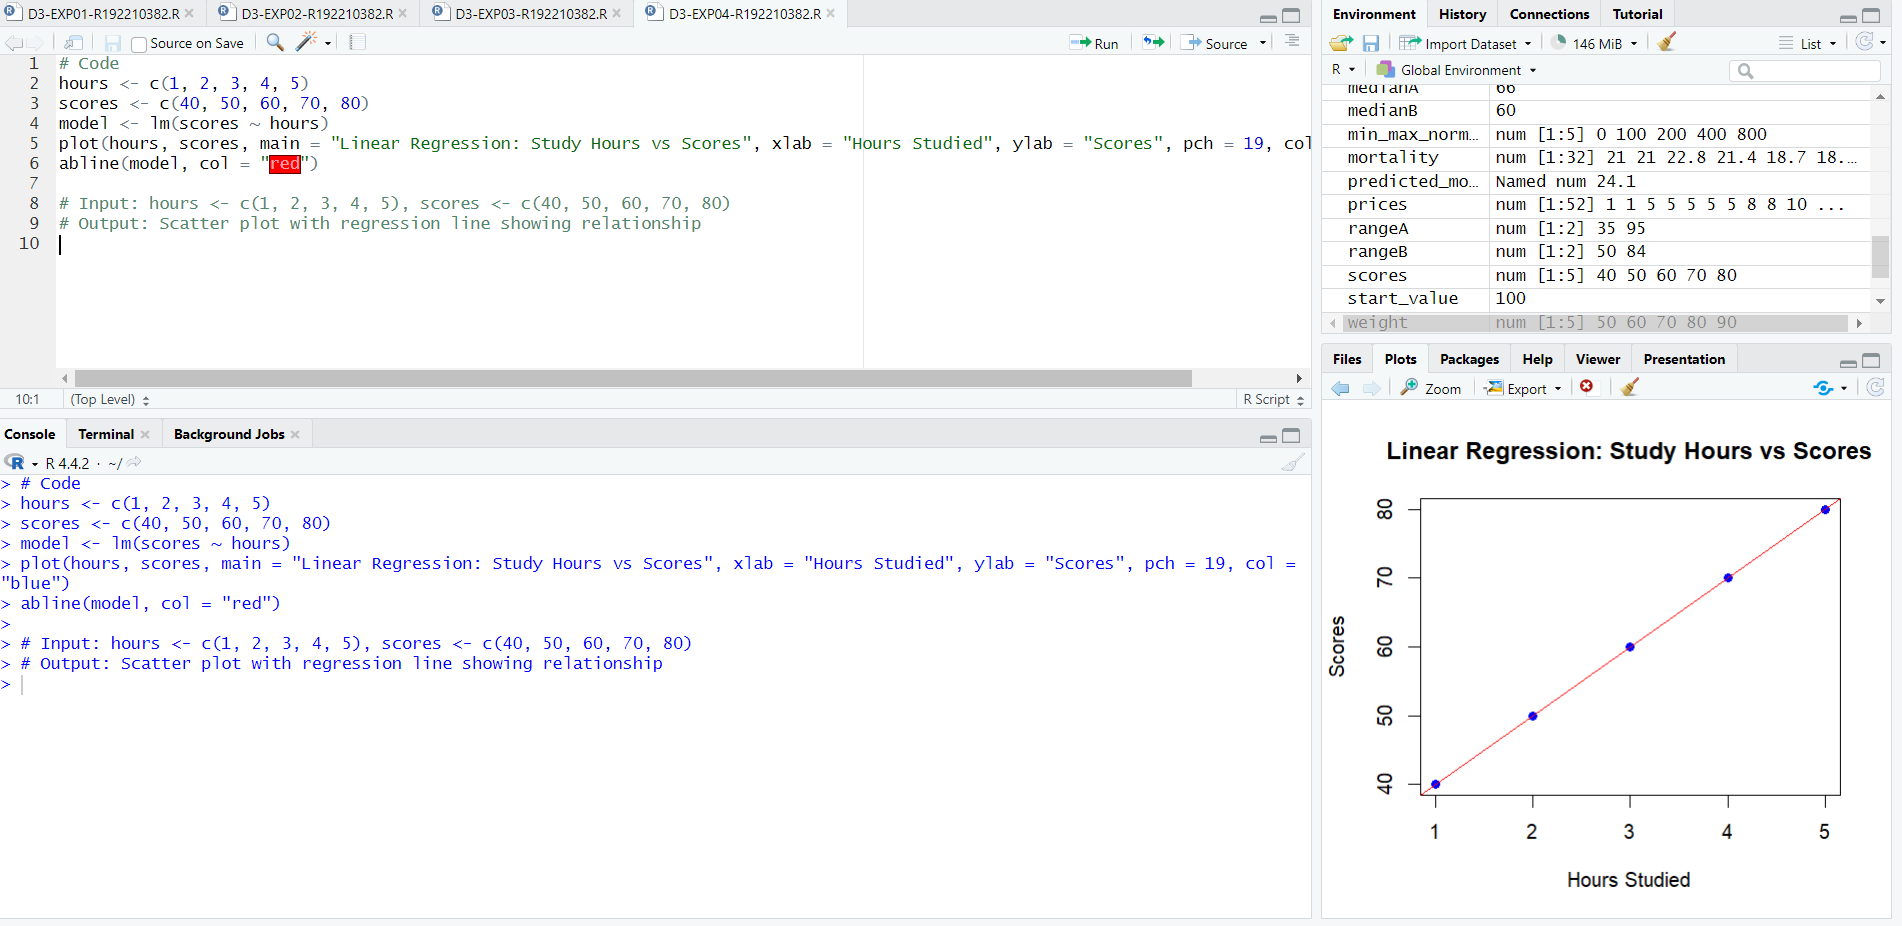 D3-EXP01-R192210382.R
D3-EXP02-R192210382.R
D3-EXP03-R192210382.R
D3-EXP04-R192210382.R
Source on Save
Run
Source
1 # Code
2 hours <- c(1, 2, 3, 4, 5)
3 scores <- c(40, 50, 60, 70, 80)
4 model <- lm(scores ~ hours)
5 plot(hours, scores, main = "Linear Regression: Study Hours vs Scores", xlab = "Hours Studied", ylab = "Scores", pch = 19, col
6 abline(model, col = "red")
7
8 # Input: hours <- c(1, 2, 3, 4, 5), scores <- c(40, 50, 60, 70, 80)
9 # Output: Scatter plot with regression line showing relationship
10
10:1 (Top Level) R Script
Console Terminal Background Jobs
R R 4.4.2 · ~/
> # Code
> hours <- c(1, 2, 3, 4, 5)
> scores <- c(40, 50, 60, 70, 80)
> model <- lm(scores ~ hours)
> plot(hours, scores, main = "Linear Regression: Study Hours vs Scores", xlab = "Hours Studied", ylab = "Scores", pch = 19, col =
"blue")
> abline(model, col = "red")
>
> # Input: hours <- c(1, 2, 3, 4, 5), scores <- c(40, 50, 60, 70, 80)
> # Output: Scatter plot with regression line showing relationship
>
Environment History Connections Tutorial
Import Dataset 146 MiB List
R Global Environment
medianA 66
medianB 60
min_max_norm… num [1:5] 0 100 200 400 800
mortality num [1:32] 21 21 22.8 21.4 18.7 18.…
predicted_mo… Named num 24.1
prices num [1:52] 1 1 5 5 5 5 5 8 8 10 ...
rangeA num [1:2] 35 95
rangeB num [1:2] 50 84
scores num [1:5] 40 50 60 70 80
start_value 100
weight num [1:5] 50 60 70 80 90
Files Plots Packages Help Viewer Presentation
Zoom Export
Linear Regression: Study Hours vs Scores
Scores
80
70
60
50
40
1 2 3 4 5
Hours Studied